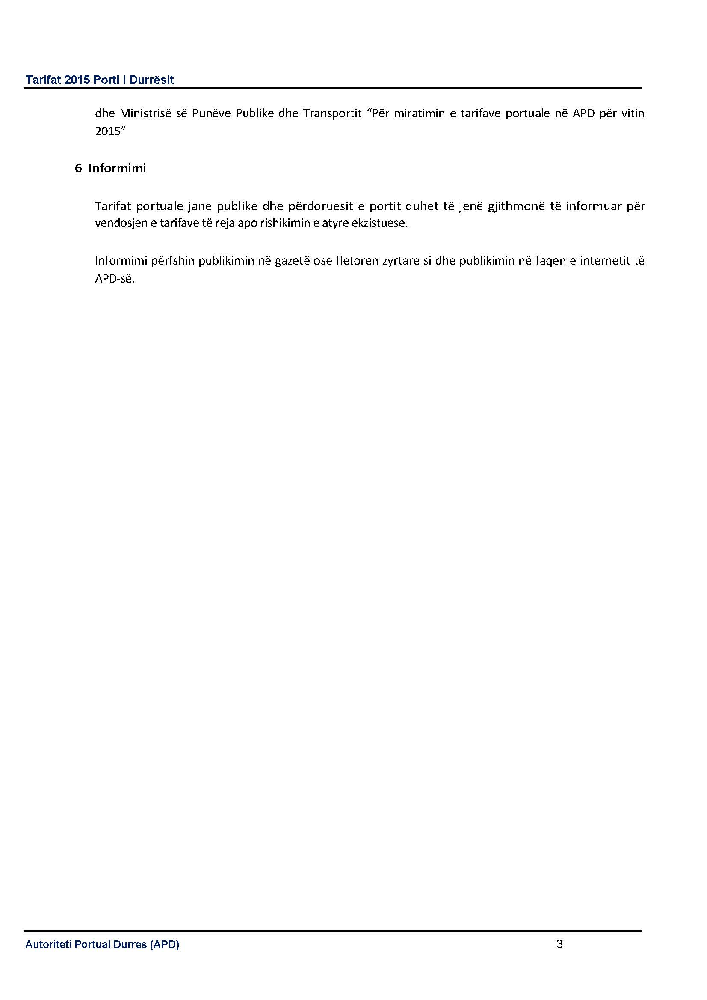 Tarifat 2015 Porti i Durrësit
dhe Ministrisë së Punëve Publike dhe Transportit “Për miratimin e tarifave portuale në APD për vitin
2015”
6 Informimi
Tarifat portuale jane publike dhe përdoruesit e portit duhet të jenë gjithmonë të informuar për
vendosjen e tarifave të reja apo rishikimin e atyre ekzistuese.
Informimi përfshin publikimin në gazetë ose fletoren zyrtare si dhe publikimin në faqen e internetit të
APD-së.
Autoriteti Portual Durres (APD) 3